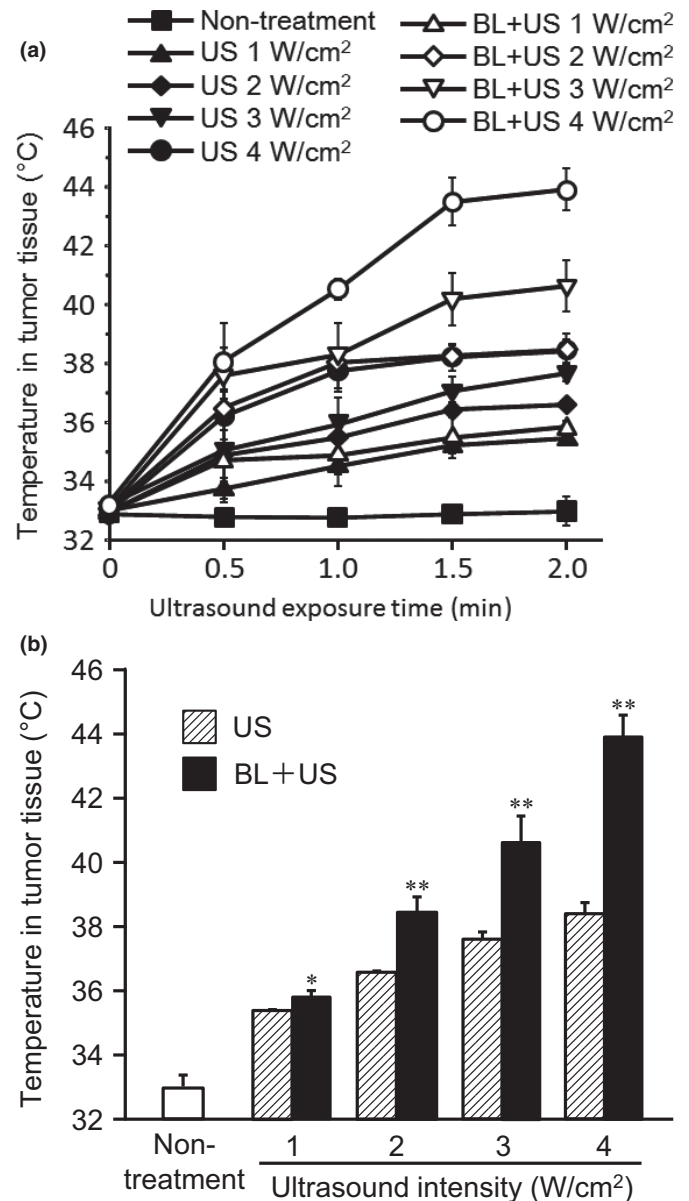 (a)
Non-treatment
US 1 W/cm²
US 2 W/cm²
US 3 W/cm²
US 4 W/cm²
BL+US 1 W/cm²
BL+US 2 W/cm²
BL+US 3 W/cm²
BL+US 4 W/cm²
Temperature in tumor tissue (°C)
46
44
42
40
38
36
34
32
0 0.5 1.0 1.5 2.0
Ultrasound exposure time (min)
(b)
Temperature in tumor tissue (°C)
46
44
42
40
38
36
33
32
US
BL+US
*
**
**
**
Non-
treatment
1 2 3 4
Ultrasound intensity (W/cm²)